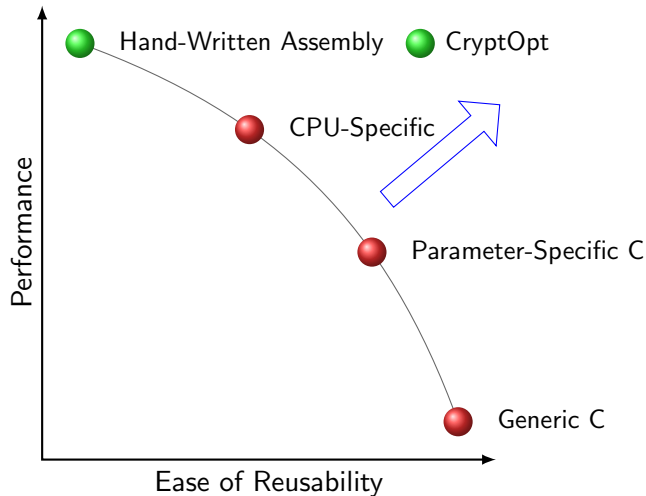 Hand-Written Assembly
CryptOpt
CPU-Specific
Performance
Parameter-Specific C
Generic C
Ease of Reusability